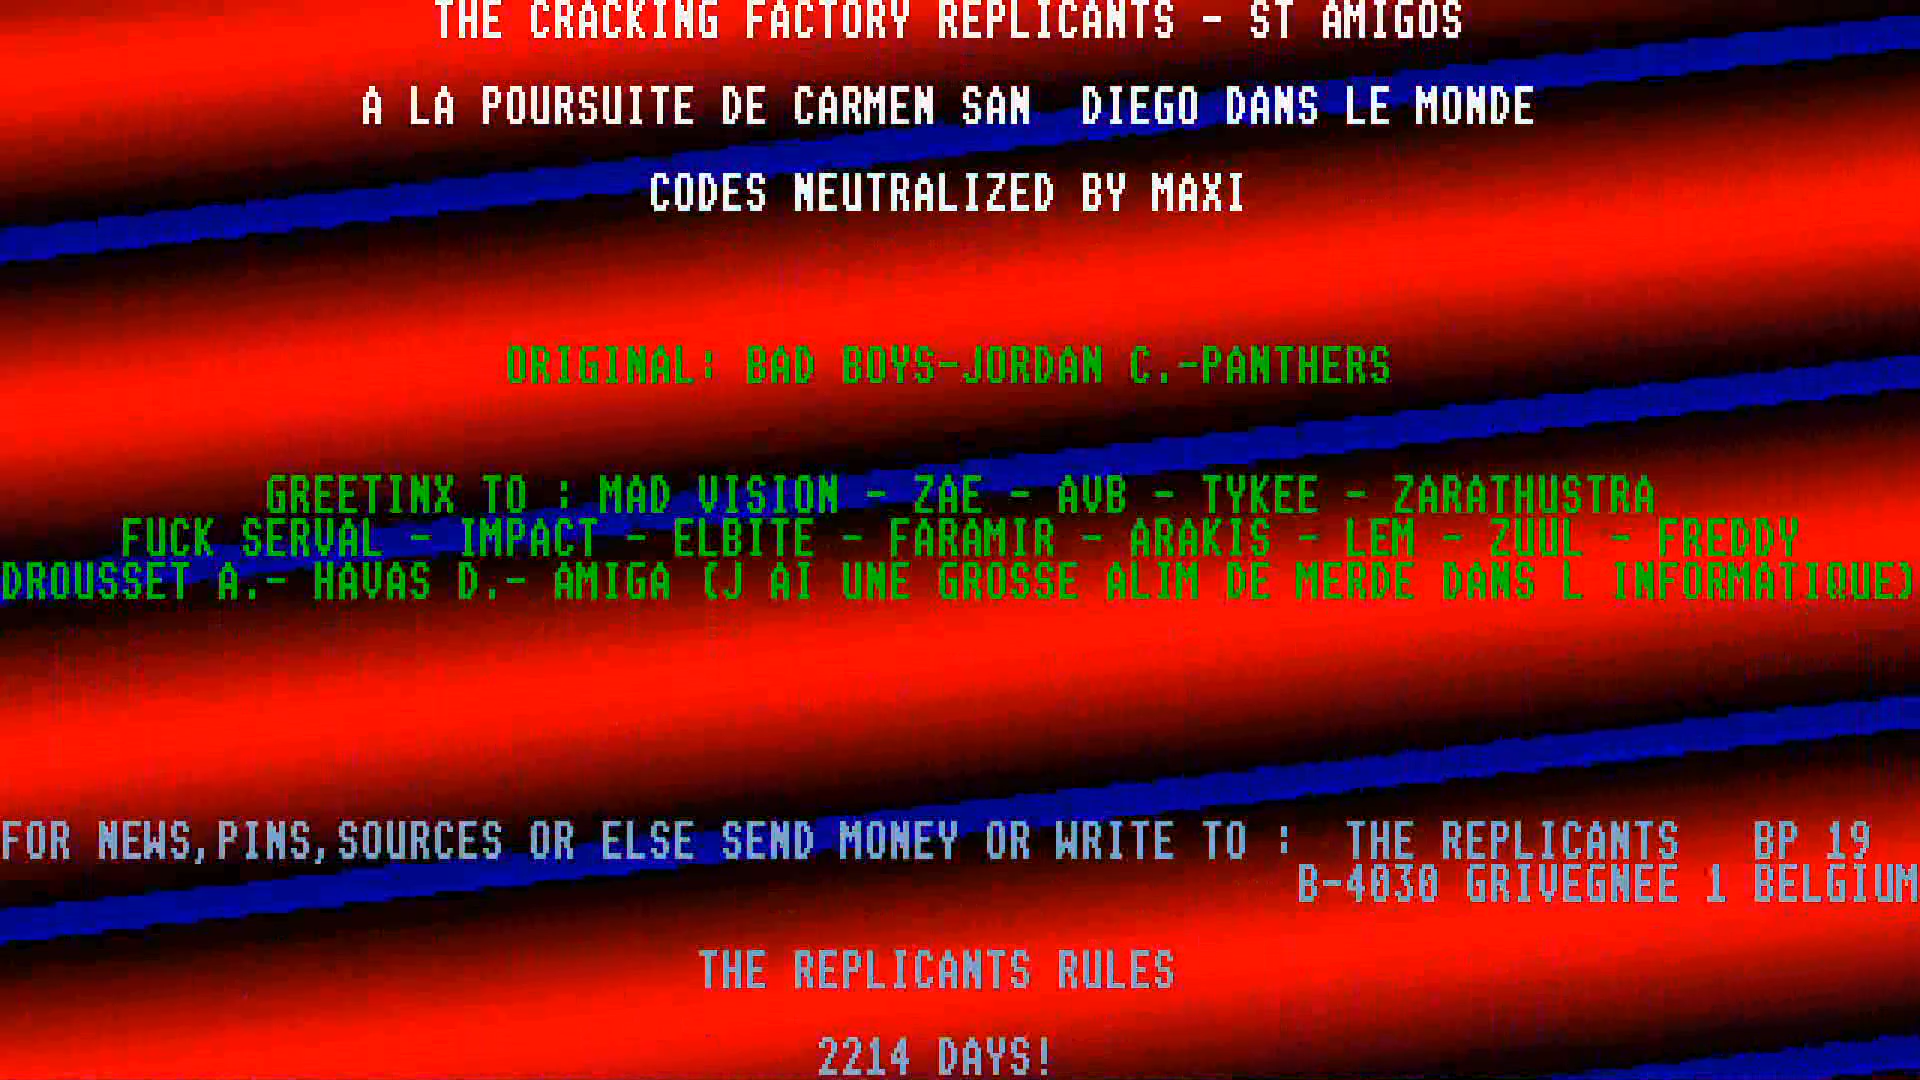 THE CRACKING FACTORY REPLICANTS - ST AMIGOS
A LA POURSUITE DE CARMEN SAN  DIEGO DANS LE MONDE
CODES NEUTRALIZED BY MAXI
ORIGINAL: BAD BOYS-JORDAN C.-PANTHERS
GREETINX TO : MAD VISION - ZAE - AVB - TYKEE - ZARATHUSTRA
FUCK SERVAL - IMPACT - ELBITE - FARAMIR - ARAKIS - LEM - ZUUL - FREDDY
DROUSSET A.- HAVAS D.- AMIGA (J AI UNE GROSSE ALIM DE MERDE DANS L INFORMATIQUE)
FOR NEWS,PINS,SOURCES OR ELSE SEND MONEY OR WRITE TO :  THE REPLICANTS   BP 19
B-4030 GRIVEGNEE 1 BELGIUM
THE REPLICANTS RULES
2214 DAYS!